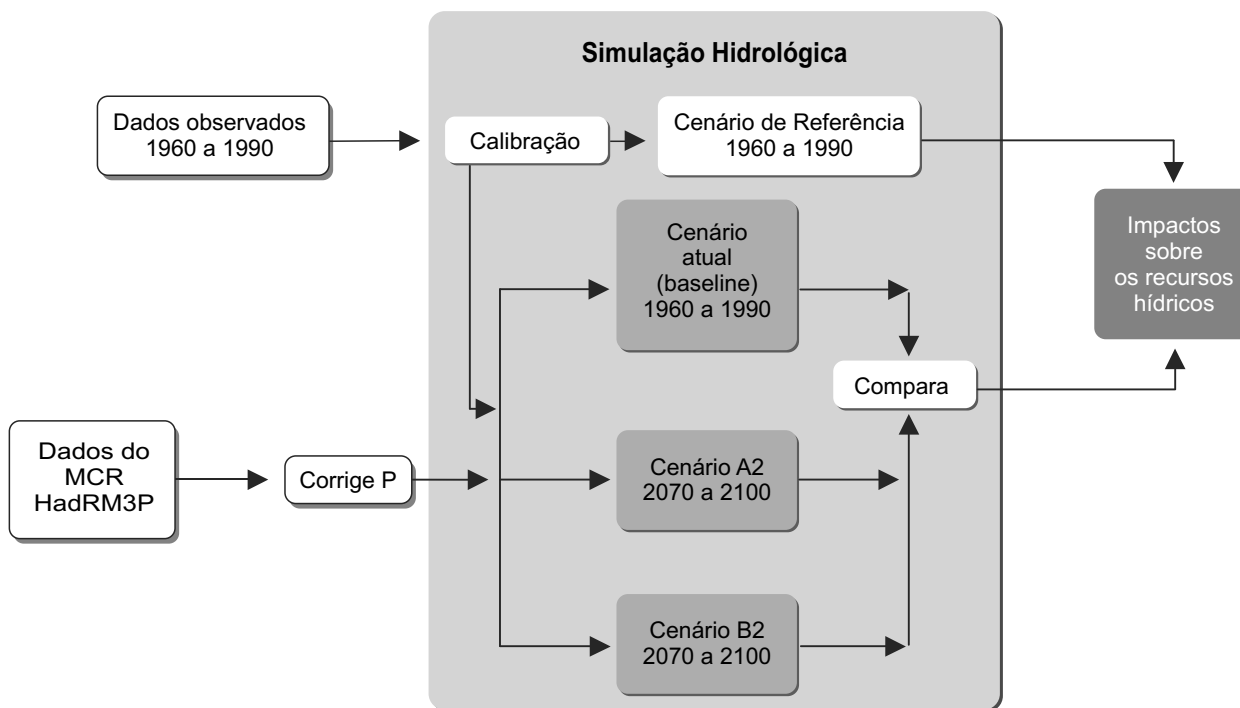 Simulação Hidrológica
Dados observados
1960 a 1990
Calibração
Cenário de Referência
1960 a 1990
Cenário
atual
(baseline)
1960 a 1990
Impactos
sobre
os recursos
hídricos
Compara
Dados do
MCR
HadRM3P
Corrige P
Cenário A2
2070 a 2100
Cenário B2
2070 a 2100